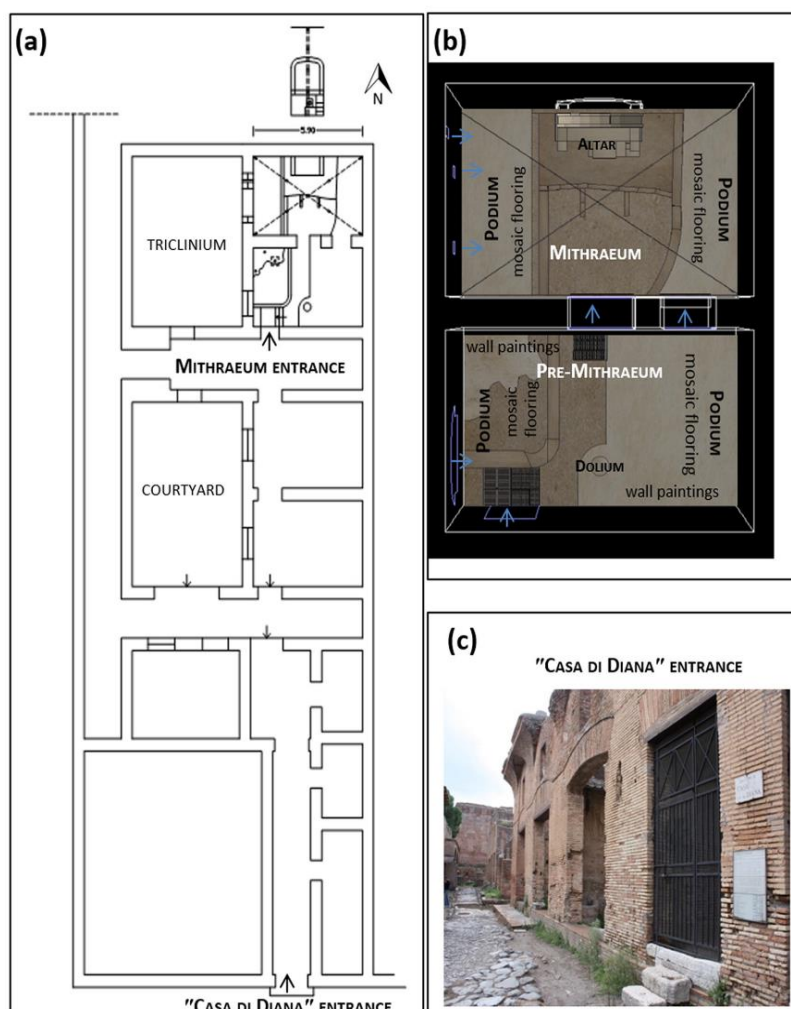 (a)
N
5.90
TRICLINIUM
MITHRAEUM ENTRANCE
COURTYARD
"CASA DI DIANA" ENTRANCE
(b)
ALTAR
PODIUM
mosaic flooring
PODIUM
mosaic flooring
MITHRAEUM
wall paintings
PRE-MITHRAEUM
PODIUM
mosaic
flooring
PODIUM
mosaic flooring
DOLIUM
wall paintings
(c)
"CASA DI DIANA" ENTRANCE